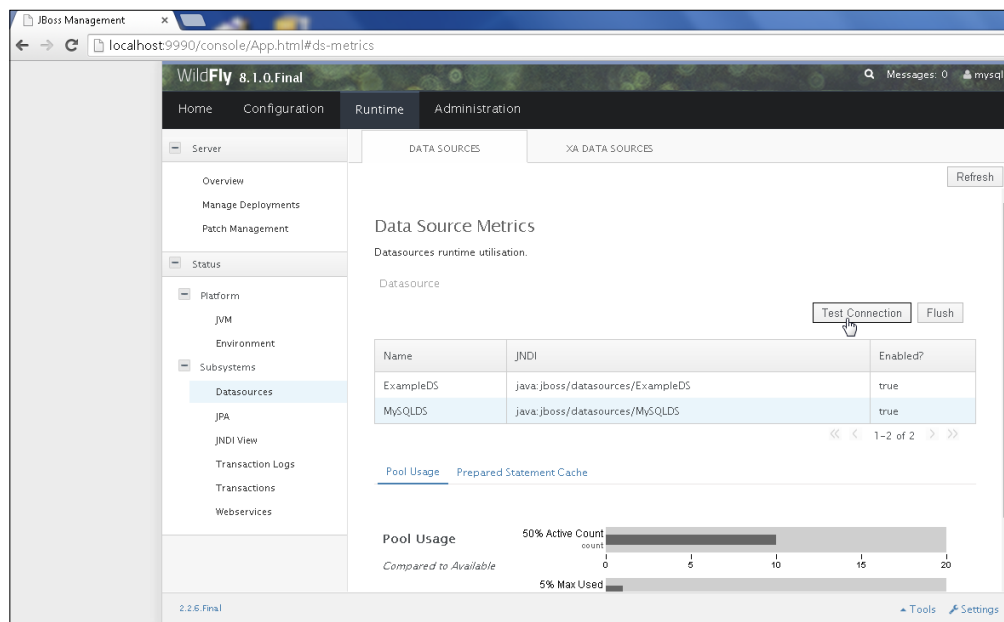 JBoss Management
localhost:9990/console/App.html#ds-metrics
WildFly 8.1.0.Final
Messages: 0
mysql
Home
Configuration
Runtime
Administration
Server
Overview
Manage Deployments
Patch Management
Status
Platform
JVM
Environment
Subsystems
Datasources
JPA
JNDI View
Transaction Logs
Transactions
Webservices
DATA SOURCES
XA DATA SOURCES
Refresh
Data Source Metrics
Datasources runtime utilisation.
Datasource
Test Connection
Flush
Name JNDI Enabled?
ExampleDS java:jboss/datasources/ExampleDS true
MySQLDS java:jboss/datasources/MySQLDS true
1-2 of 2
Pool Usage
Prepared Statement Cache
Pool Usage
Compared to Available
50% Active Count
count
0 5 10 15 20
5% Max Used
2.2.6.Final
Tools
Settings